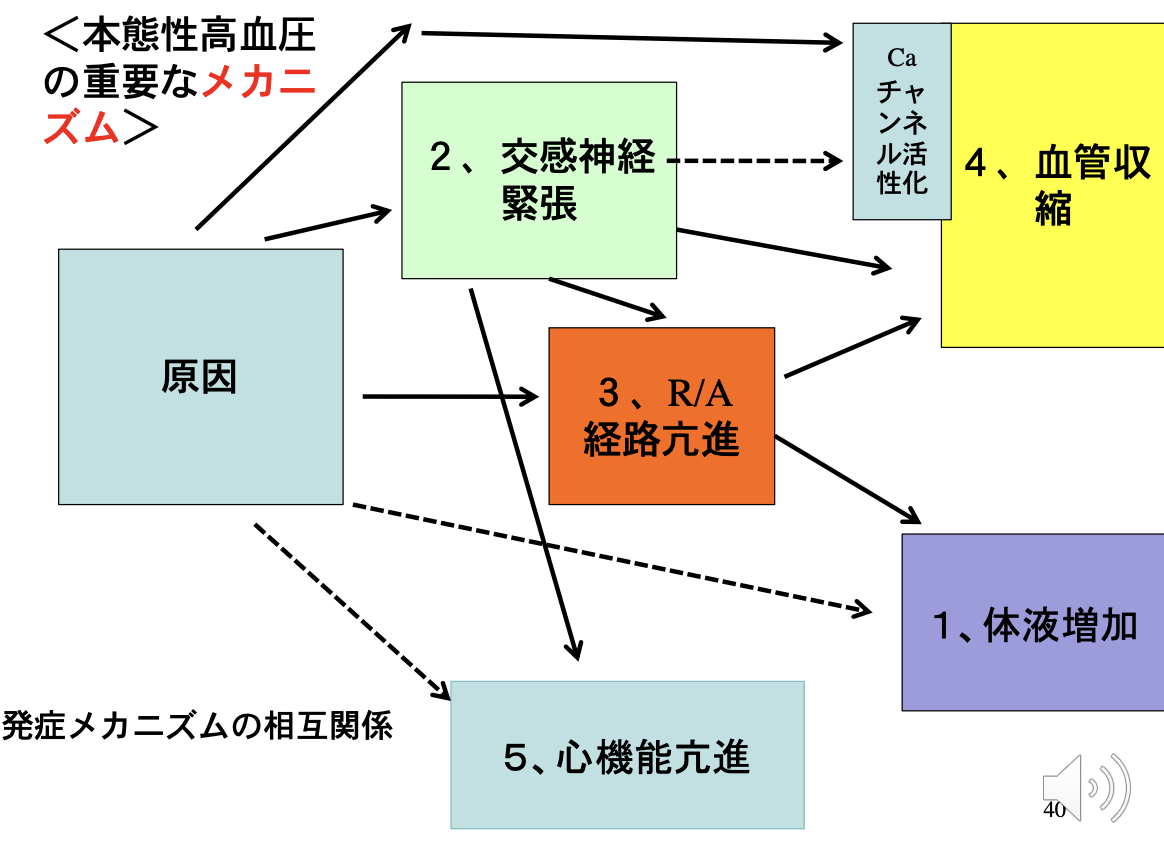 ＜本態性高血圧
の重要なメカニ
ズム＞
Ca
チャ
ンネ
ル活
性化
２、交感神経
緊張
４、血管収
縮
原因
３、R/A
経路亢進
１、体液増加
発症メカニズムの相互関係
５、心機能亢進
40